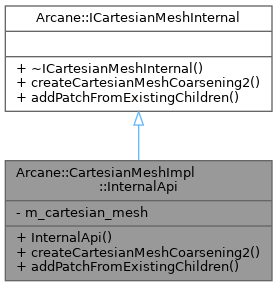 Arcane::ICartesianMeshInternal
+ ~ICartesianMeshInternal()
+ createCartesianMeshCoarsening2()
+ addPatchFromExistingChildren()
Arcane::CartesianMeshImpl
::InternalApi
- m_cartesian_mesh
+ InternalApi()
+ createCartesianMeshCoarsening2()
+ addPatchFromExistingChildren()